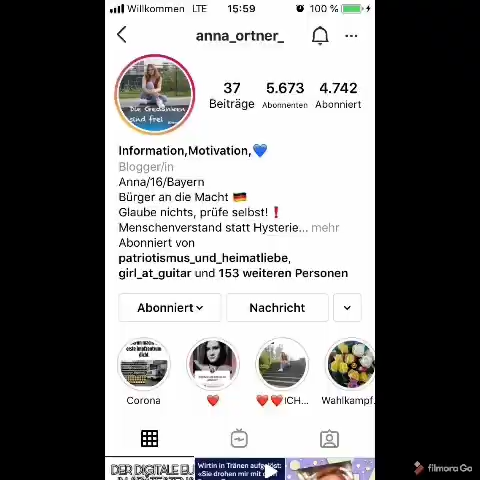 Willkommen LTE 15:59 100 %
anna_ortner_
37 5.673 4.742
Beiträge Abonnenten Abonniert
Die Gedanken
sind frei
Information,Motivation,💙
Blogger/in
Anna/16/Bayern
Bürger an die Macht 🇩🇪
Glaube nichts, prüfe selbst!❗
Menschenverstand statt Hysterie... mehr
Abonniert von
patriotismus_und_heimatliebe,
girl_at_guitar und 153 weiteren Personen
Abonniert Nachricht
Corona ❤️ ❤️❤️ICH... Wahlkampf.
DER DIGITALE EU
Wirtin in Tränen aufgelöst:
«Sie drohen mir mit d
filmora Go